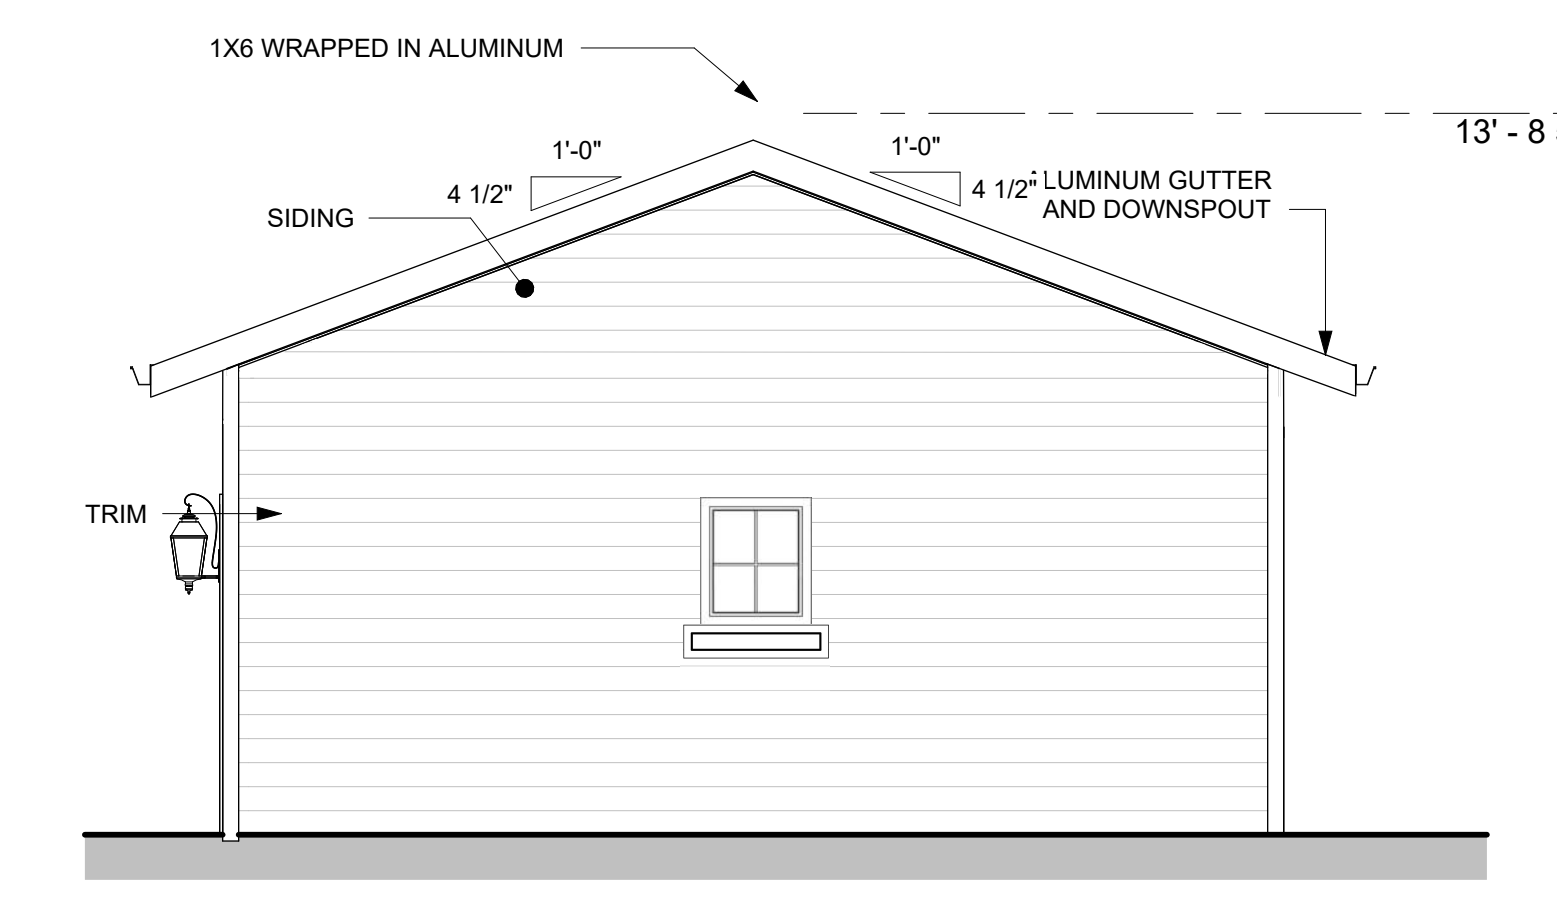 1X6 WRAPPED IN ALUMINUM
13' - 8
1'-0"
1'-0"
4 1/2"
4 1/2"
LUMINUM GUTTER
AND DOWNSPOUT
SIDING
TRIM